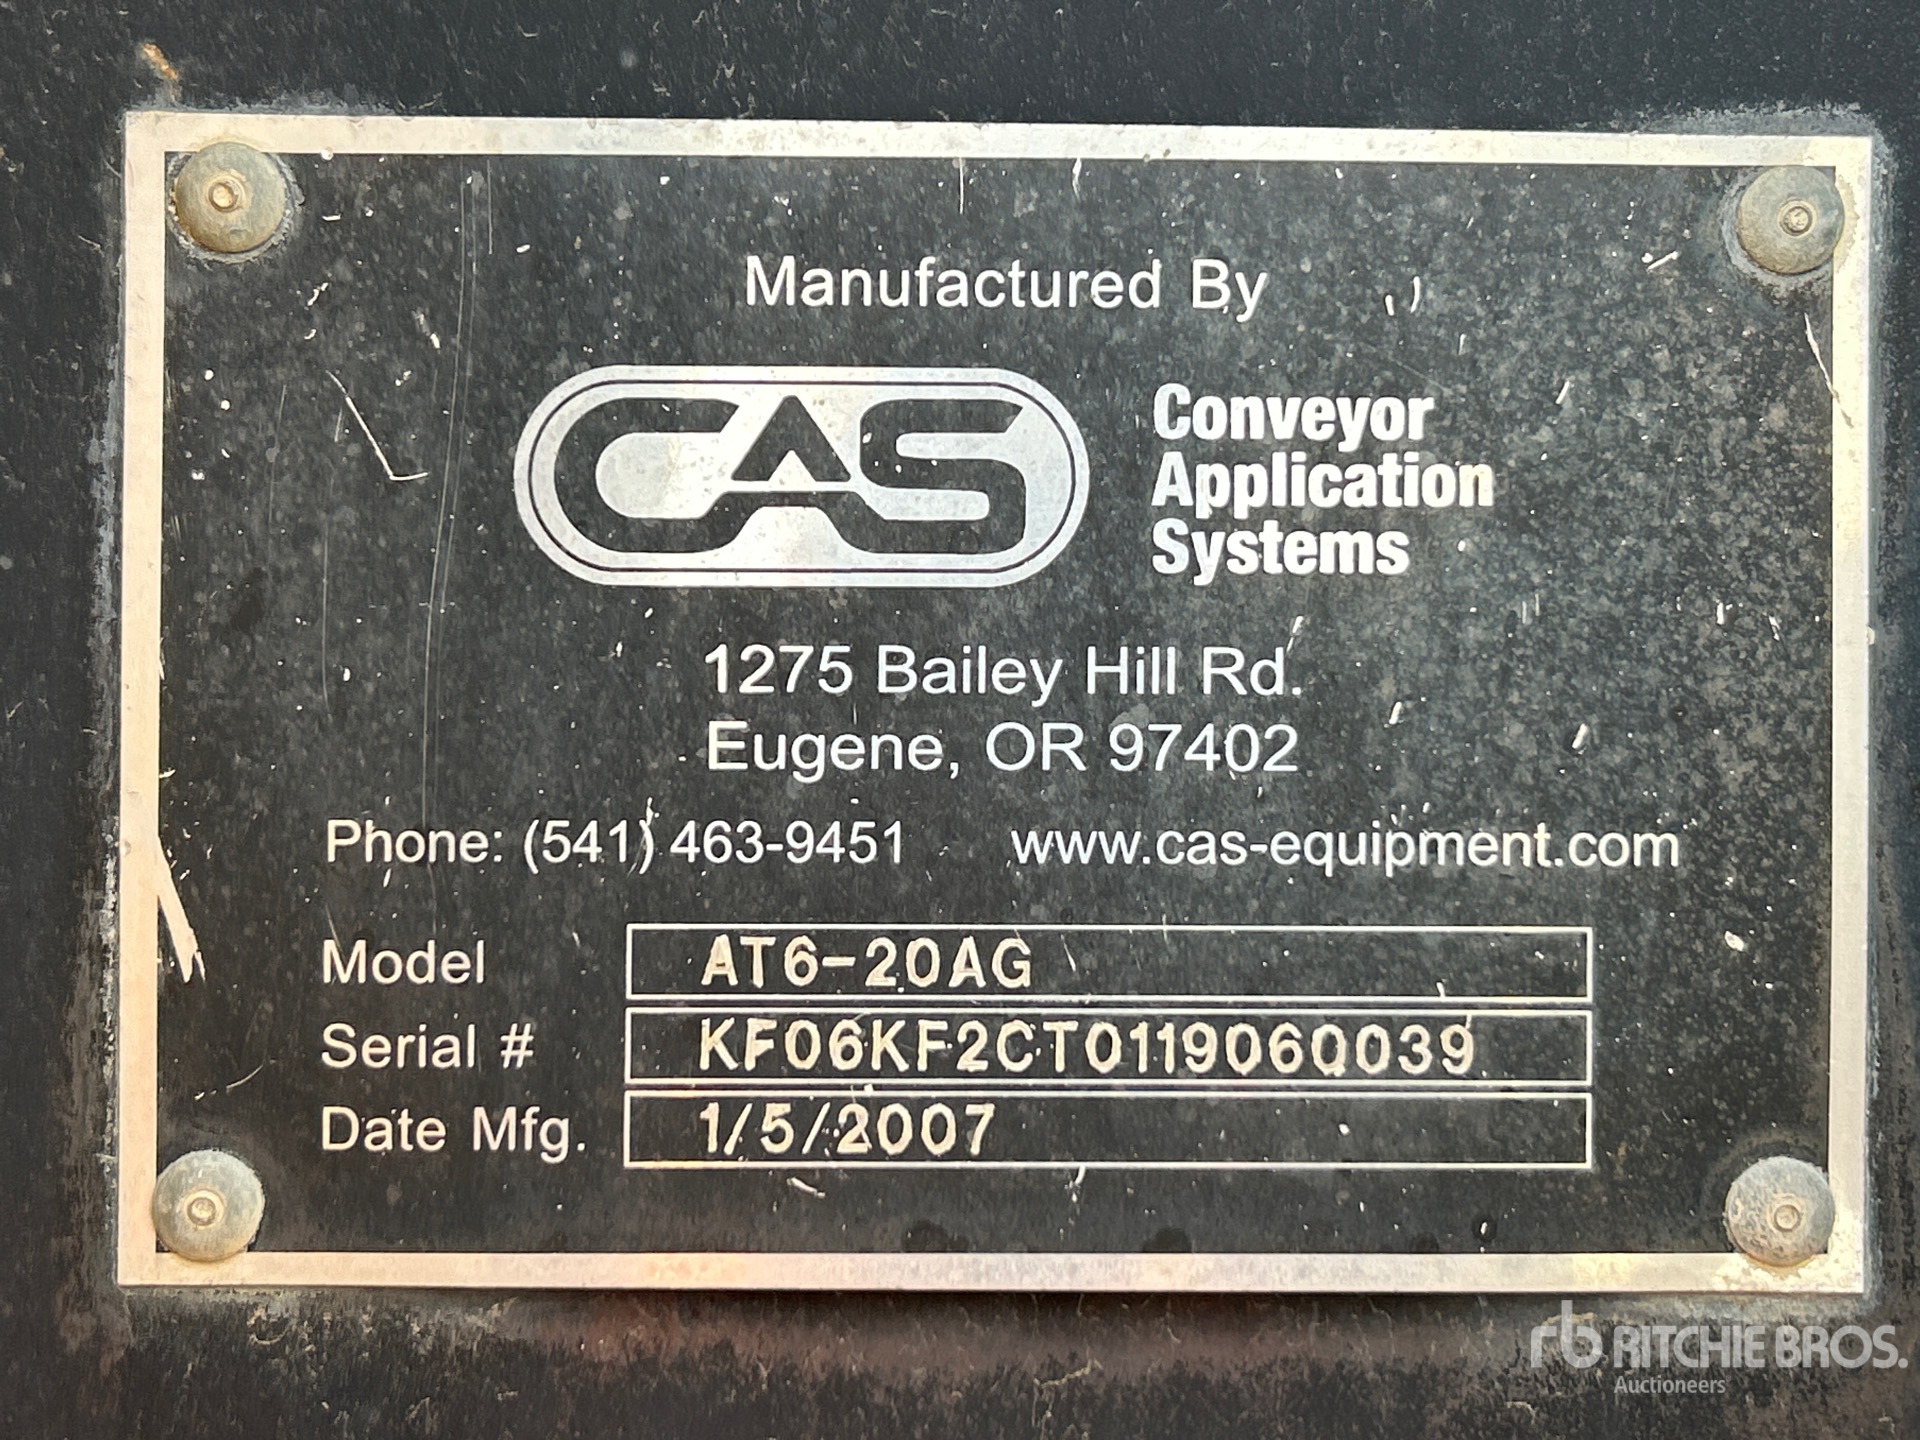 Manufactured By
CAS
Conveyor
Application
Systems
1275 Bailey Hill Rd.
Eugene, OR 97402
Phone: (541) 463-9451 www.cas-equipment.com
Model AT6-20AG
Serial # KF06KF2CT0119060039
Date Mfg. 1/5/2007
rb RITCHIE BROS.
Auctioneers